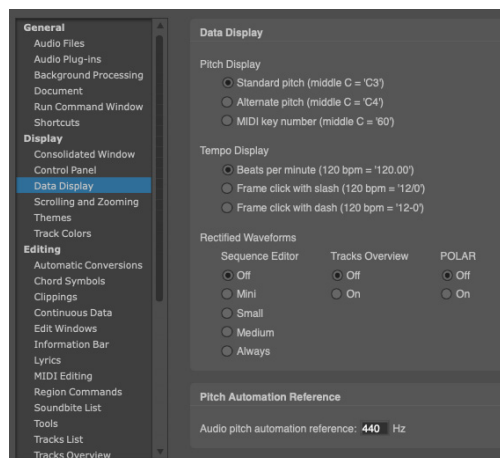 General
Audio Files
Audio Plug-ins
Background Processing
Document
Run Command Window
Shortcuts
Display
Consolidated Window
Control Panel
Data Display
Scrolling and Zooming
Themes
Track Colors
Editing
Automatic Conversions
Chord Symbols
Clippings
Continuous Data
Edit Windows
Information Bar
Lyrics
MIDI Editing
Region Commands
Soundbite List
Tools
Tracks List
Tracks Overview
Data Display
Pitch Display
Standard pitch (middle C = 'C3')
Alternate pitch (middle C = 'C4')
MIDI key number (middle C = '60')
Tempo Display
Beats per minute (120 bpm = '120.00')
Frame click with slash (120 bpm = '12/0')
Frame click with dash (120 bpm = '12-0')
Rectified Waveforms
Sequence Editor Tracks Overview POLAR
Off Off Off
Mini On On
Small
Medium
Always
Pitch Automation Reference
Audio pitch automation reference: 440 Hz